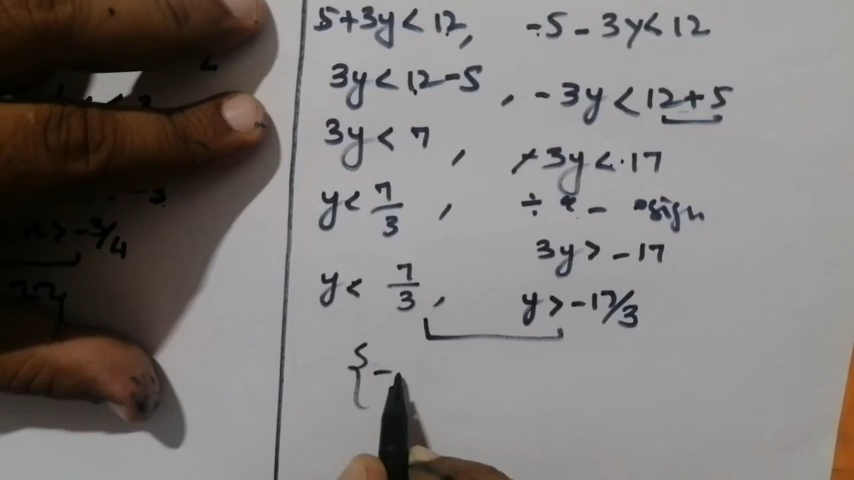 5+3y<12, -5-3y<12
3y<12-5, -3y<12+5
3y<7, -3y<17
y<7/3, ÷ × - sign
3y>-17
y<7/3, y>-17/3
{-
-3/4